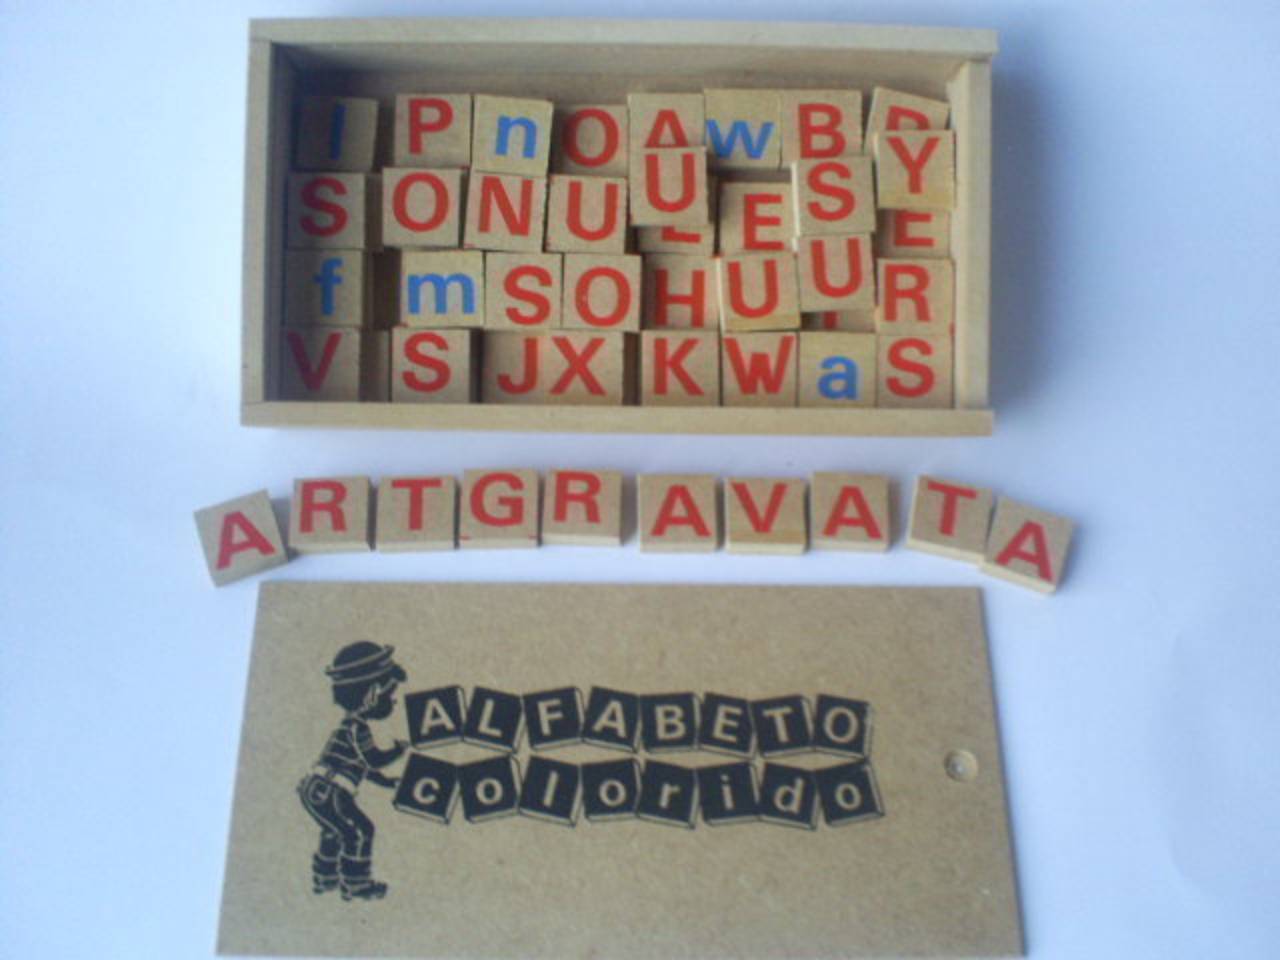 l P n O A w B
S O N U U E S Y
f m S O H U U R
V S J X K W a S
ARTGRAVATA
ALFABETO
colorido